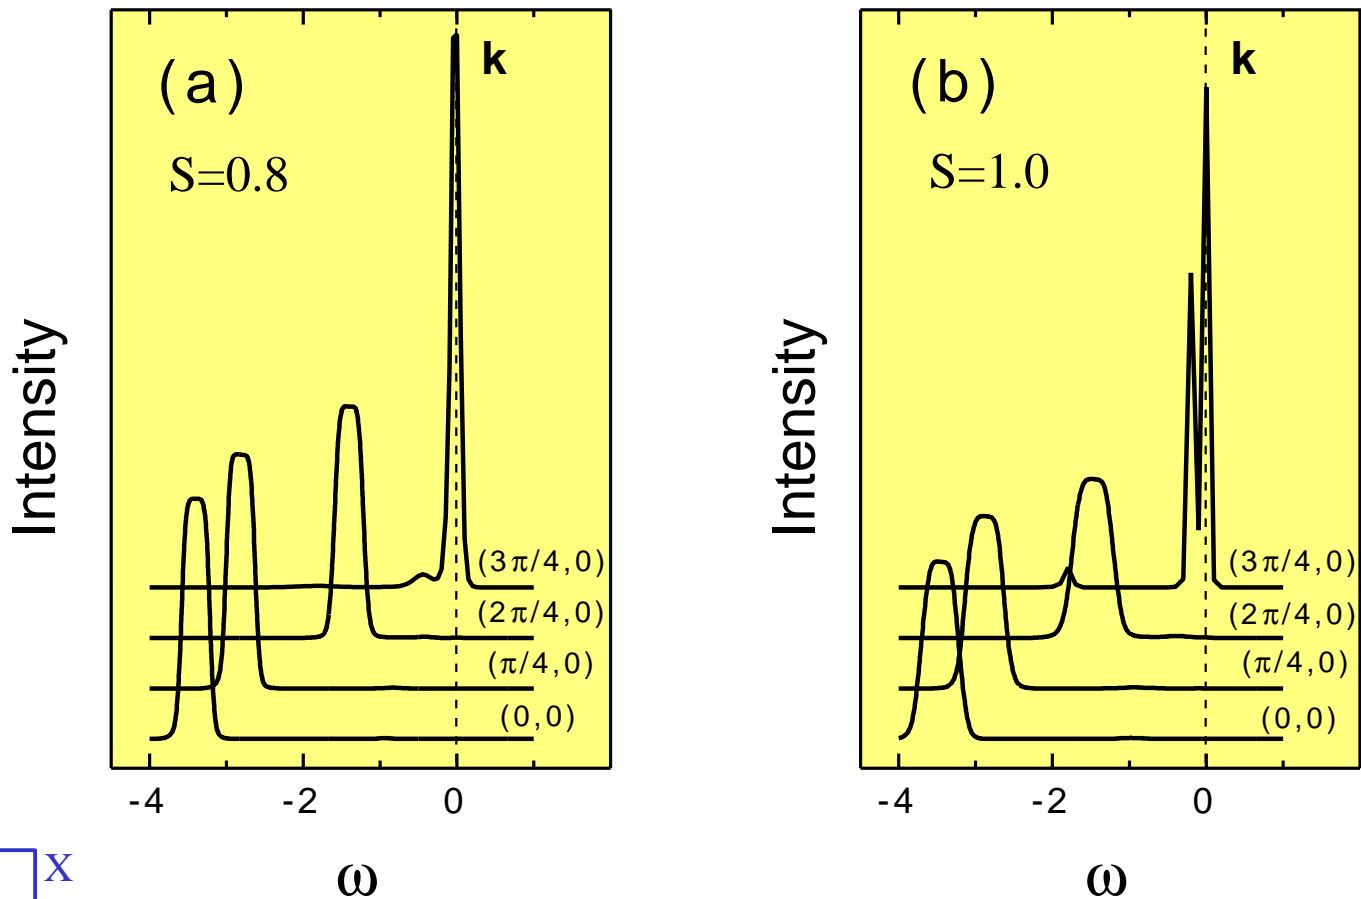 (a)
k
S=0.8
Intensity
(3π/4,0)
(2π/4,0)
(π/4,0)
(0,0)
-4 -2 0
ω
X
(b)
k
S=1.0
Intensity
(3π/4,0)
(2π/4,0)
(π/4,0)
(0,0)
-4 -2 0
ω